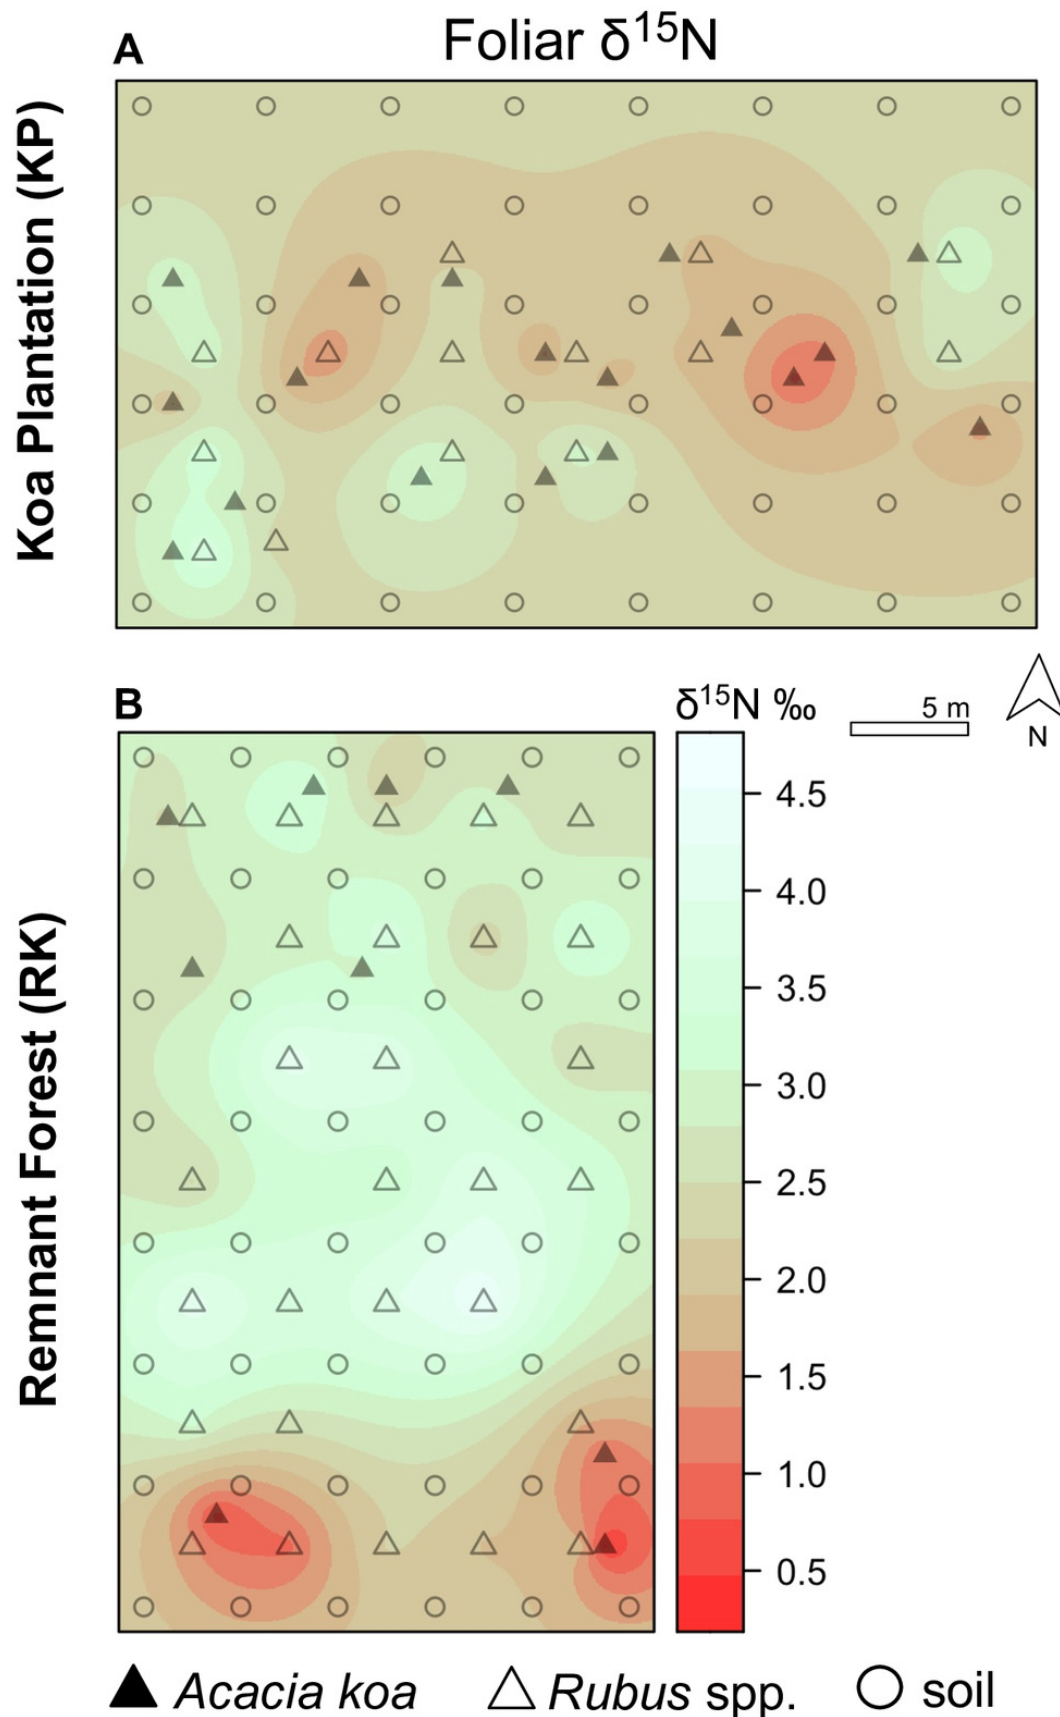 A
Foliar δ¹⁵N
Koa Plantation (KP)
B
δ¹⁵N ‰
5 m
N
Remnant Forest (RK)
4.5
4.0
3.5
3.0
2.5
2.0
1.5
1.0
0.5
Acacia koa
Rubus spp.
soil